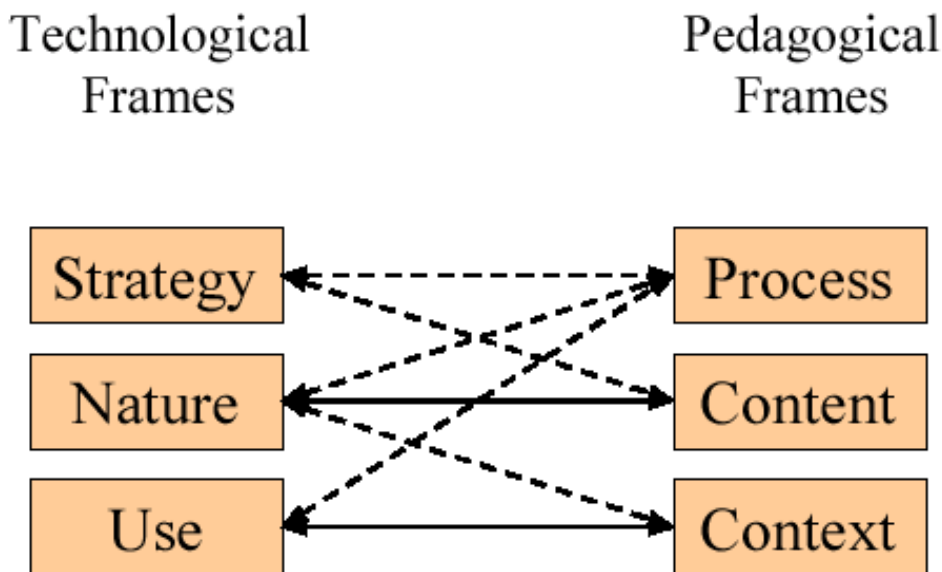 Technological
Frames
Pedagogical
Frames
Strategy
Process
Nature
Content
Use
Context